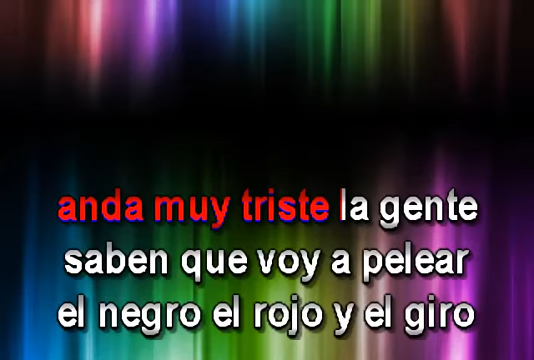 anda muy triste la gente
saben que voy a pelear
el negro el rojo y el giro